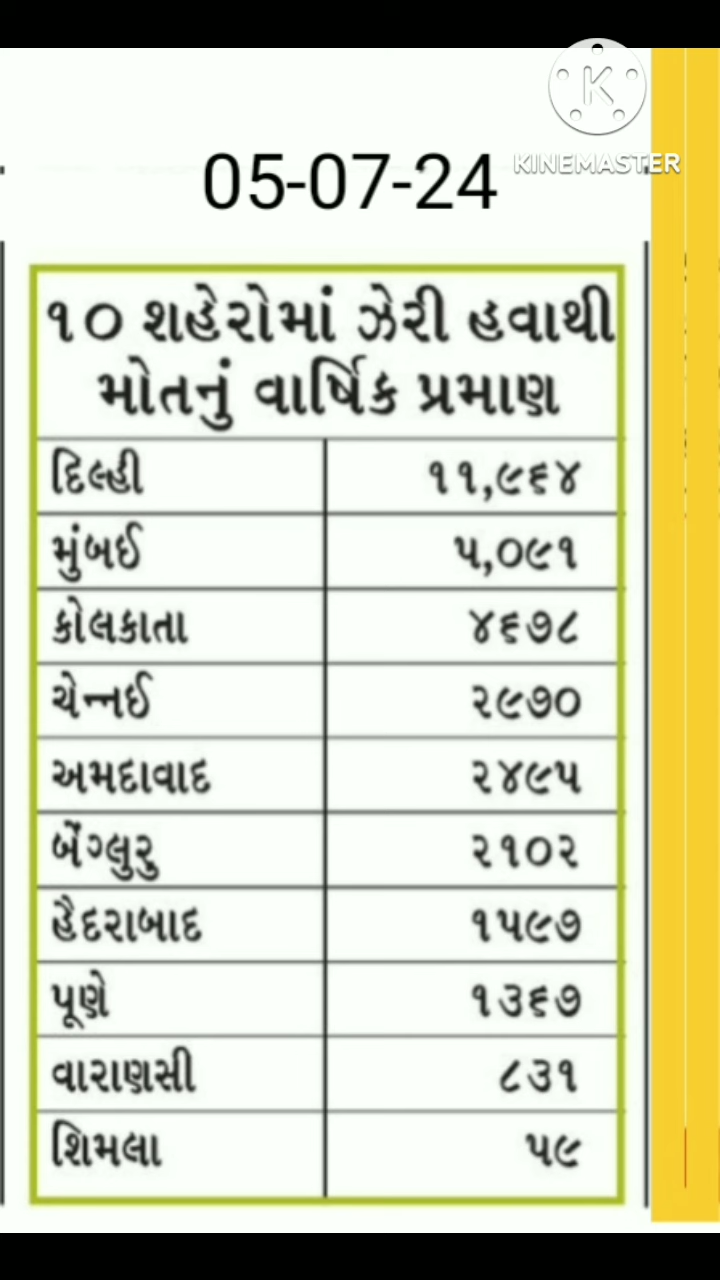 K
KINEMASTER
05-07-24
૧૦ શહેરોમાં ઝેરી હવાથી
મોતનું વાર્ષિક પ્રમાણ
દિલ્હી ૧૧,૯૬૪
મુંબઈ ૫,૦૯૧
કોલકાતા ૪૬૭૮
ચેન્નઈ ૨૯૭૦
અમદાવાદ ૨૪૯૫
બેંગ્લુરુ ૨૧૦૨
હૈદરાબાદ ૧૫૯૭
પૂણે ૧૩૬૭
વારાણસી ૮૩૧
શિમલા ૫૯